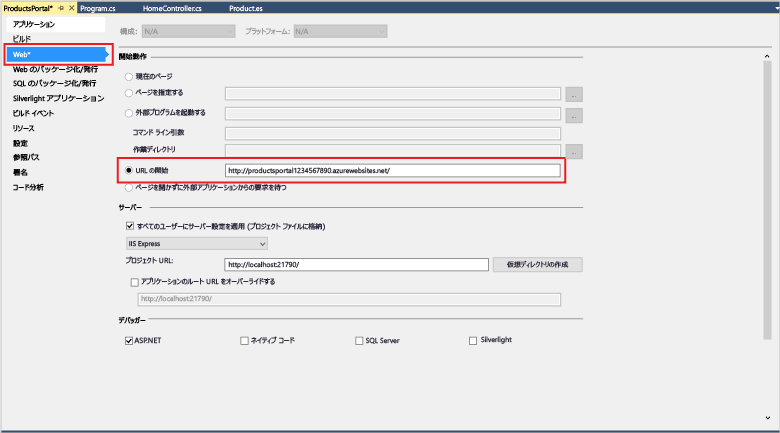 ProductsPortal* Program.cs HomeController.cs Product.es
アプリケーション
ビルド
Web*
Web のパッケージ化/発行
SQL のパッケージ化/発行
Silverlight アプリケーション
ビルド イベント
リソース
設定
参照パス
署名
コード分析
構成: N/A プラットフォーム: N/A
開始動作
現在のページ
ページを指定する ...
外部プログラムを起動する ...
コマンド ライン引数
作業ディレクトリ ...
URL の開始 http://productsportal1234567890.azurewebsites.net/
ページを開かずに外部アプリケーションからの要求を待つ
サーバー
すべてのユーザーにサーバー設定を適用 (プロジェクト ファイルに格納)
IIS Express
プロジェクト URL: http://localhost:21790/ 仮想ディレクトリの作成
アプリケーションのルート URL をオーバーライドする
http://localhost:21790/
デバッガー
ASP.NET ネイティブ コード SQL Server Silverlight